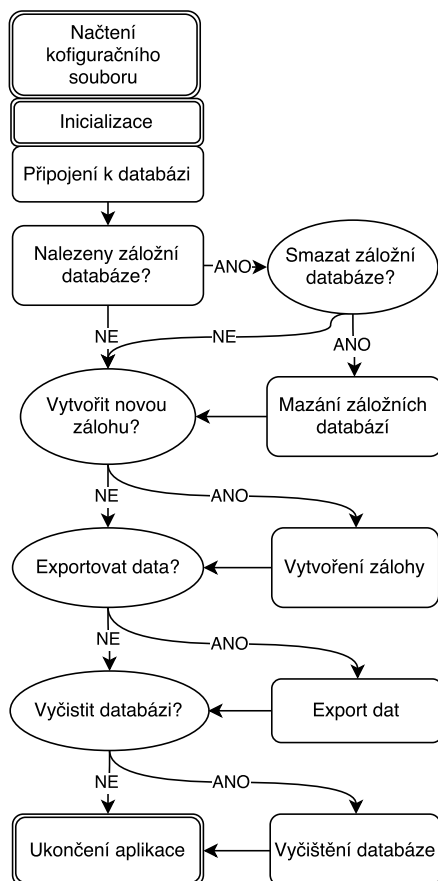 Načtení
kofiguračního
souboru
Inicializace
Připojení k databázi
Nalezeny záložní
databáze?
ANO
Smazat záložní
databáze?
NE
NE
ANO
Vytvořit novou
zálohu?
Mazání záložních
databází
NE
ANO
Exportovat data?
Vytvoření zálohy
NE
ANO
Vyčistit databázi?
Export dat
NE
ANO
Ukončení aplikace
Vyčištění databáze